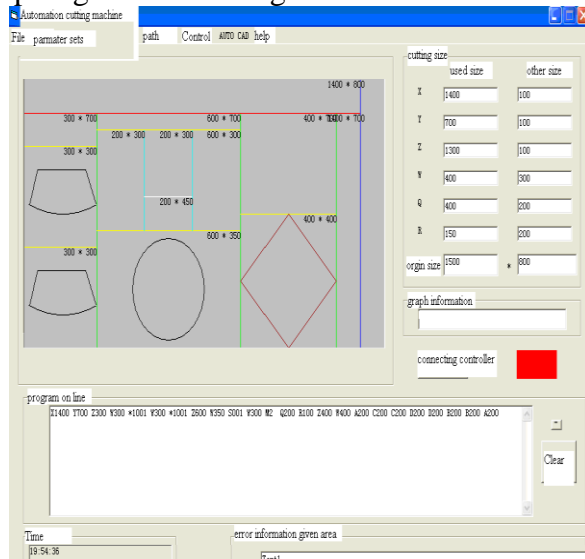 Automation cutting machine
File parmater sets path Control AUTO CAD help
cutting size
used size other size
1400 * 800
X 1400 100
300 * 700 600 * 700 400 * 700
Y 700 100
200 * 300 200 * 300 600 * 300
300 * 300
Z 1300 100
W 400 300
200 * 450
Q 400 200
400 * 400
R 150 200
600 * 350
300 * 300
orgin size 1500 * 800
graph information
connecting controller
program on line
X1400 Y700 Z300 W300 *1001 W300 *1001 Z600 W350 S001 W300 M2 Q200 R100 Z400 W400 A200 C200 C200 D200 D200 B200 B200 A200
Clear
Time
error information given area
19:54:36